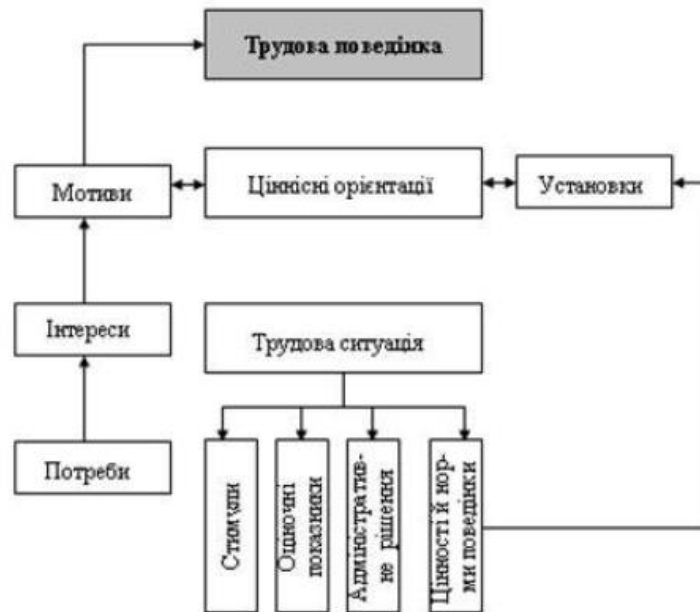 Трудова поведінка
Мотиви
Ціннісні орієнтації
Установки
Інтереси
Трудова ситуація
Потреби
Стимули
Оціночні
показники
Адміністратив-
не рішення
Цінності й нор-
ми поведінки